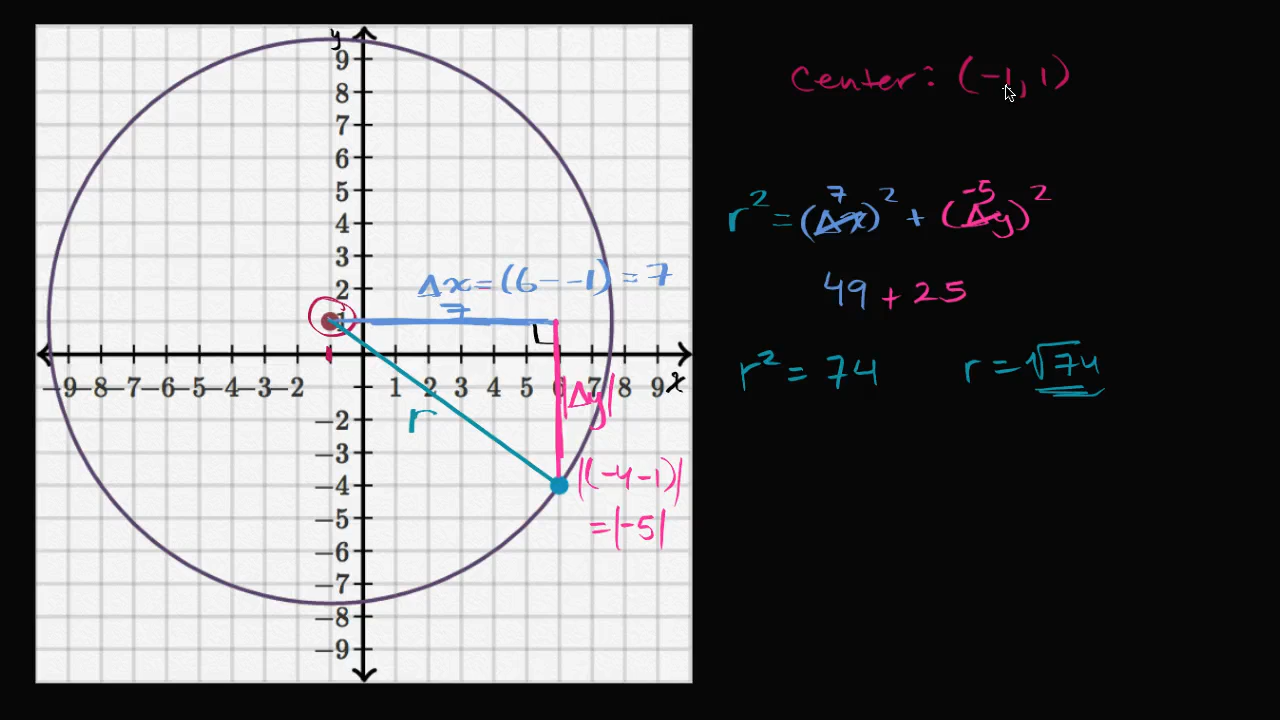 Center: (-1, 1)
r² = (Δx)² + (Δy)²
7
-5
49 + 25
r² = 74
r = √74
y
9
8
7
6
5
4
3
2
1
Δx = (6 - -1) = 7
7
-9 -8 -7 -6 -5 -4 -3 -2
1 2 3 4 5 6 7 8 9 x
|Δy|
r
-2
-3
-4
|(-4-1)|
-5
= |-5|
-6
-7
-8
-9